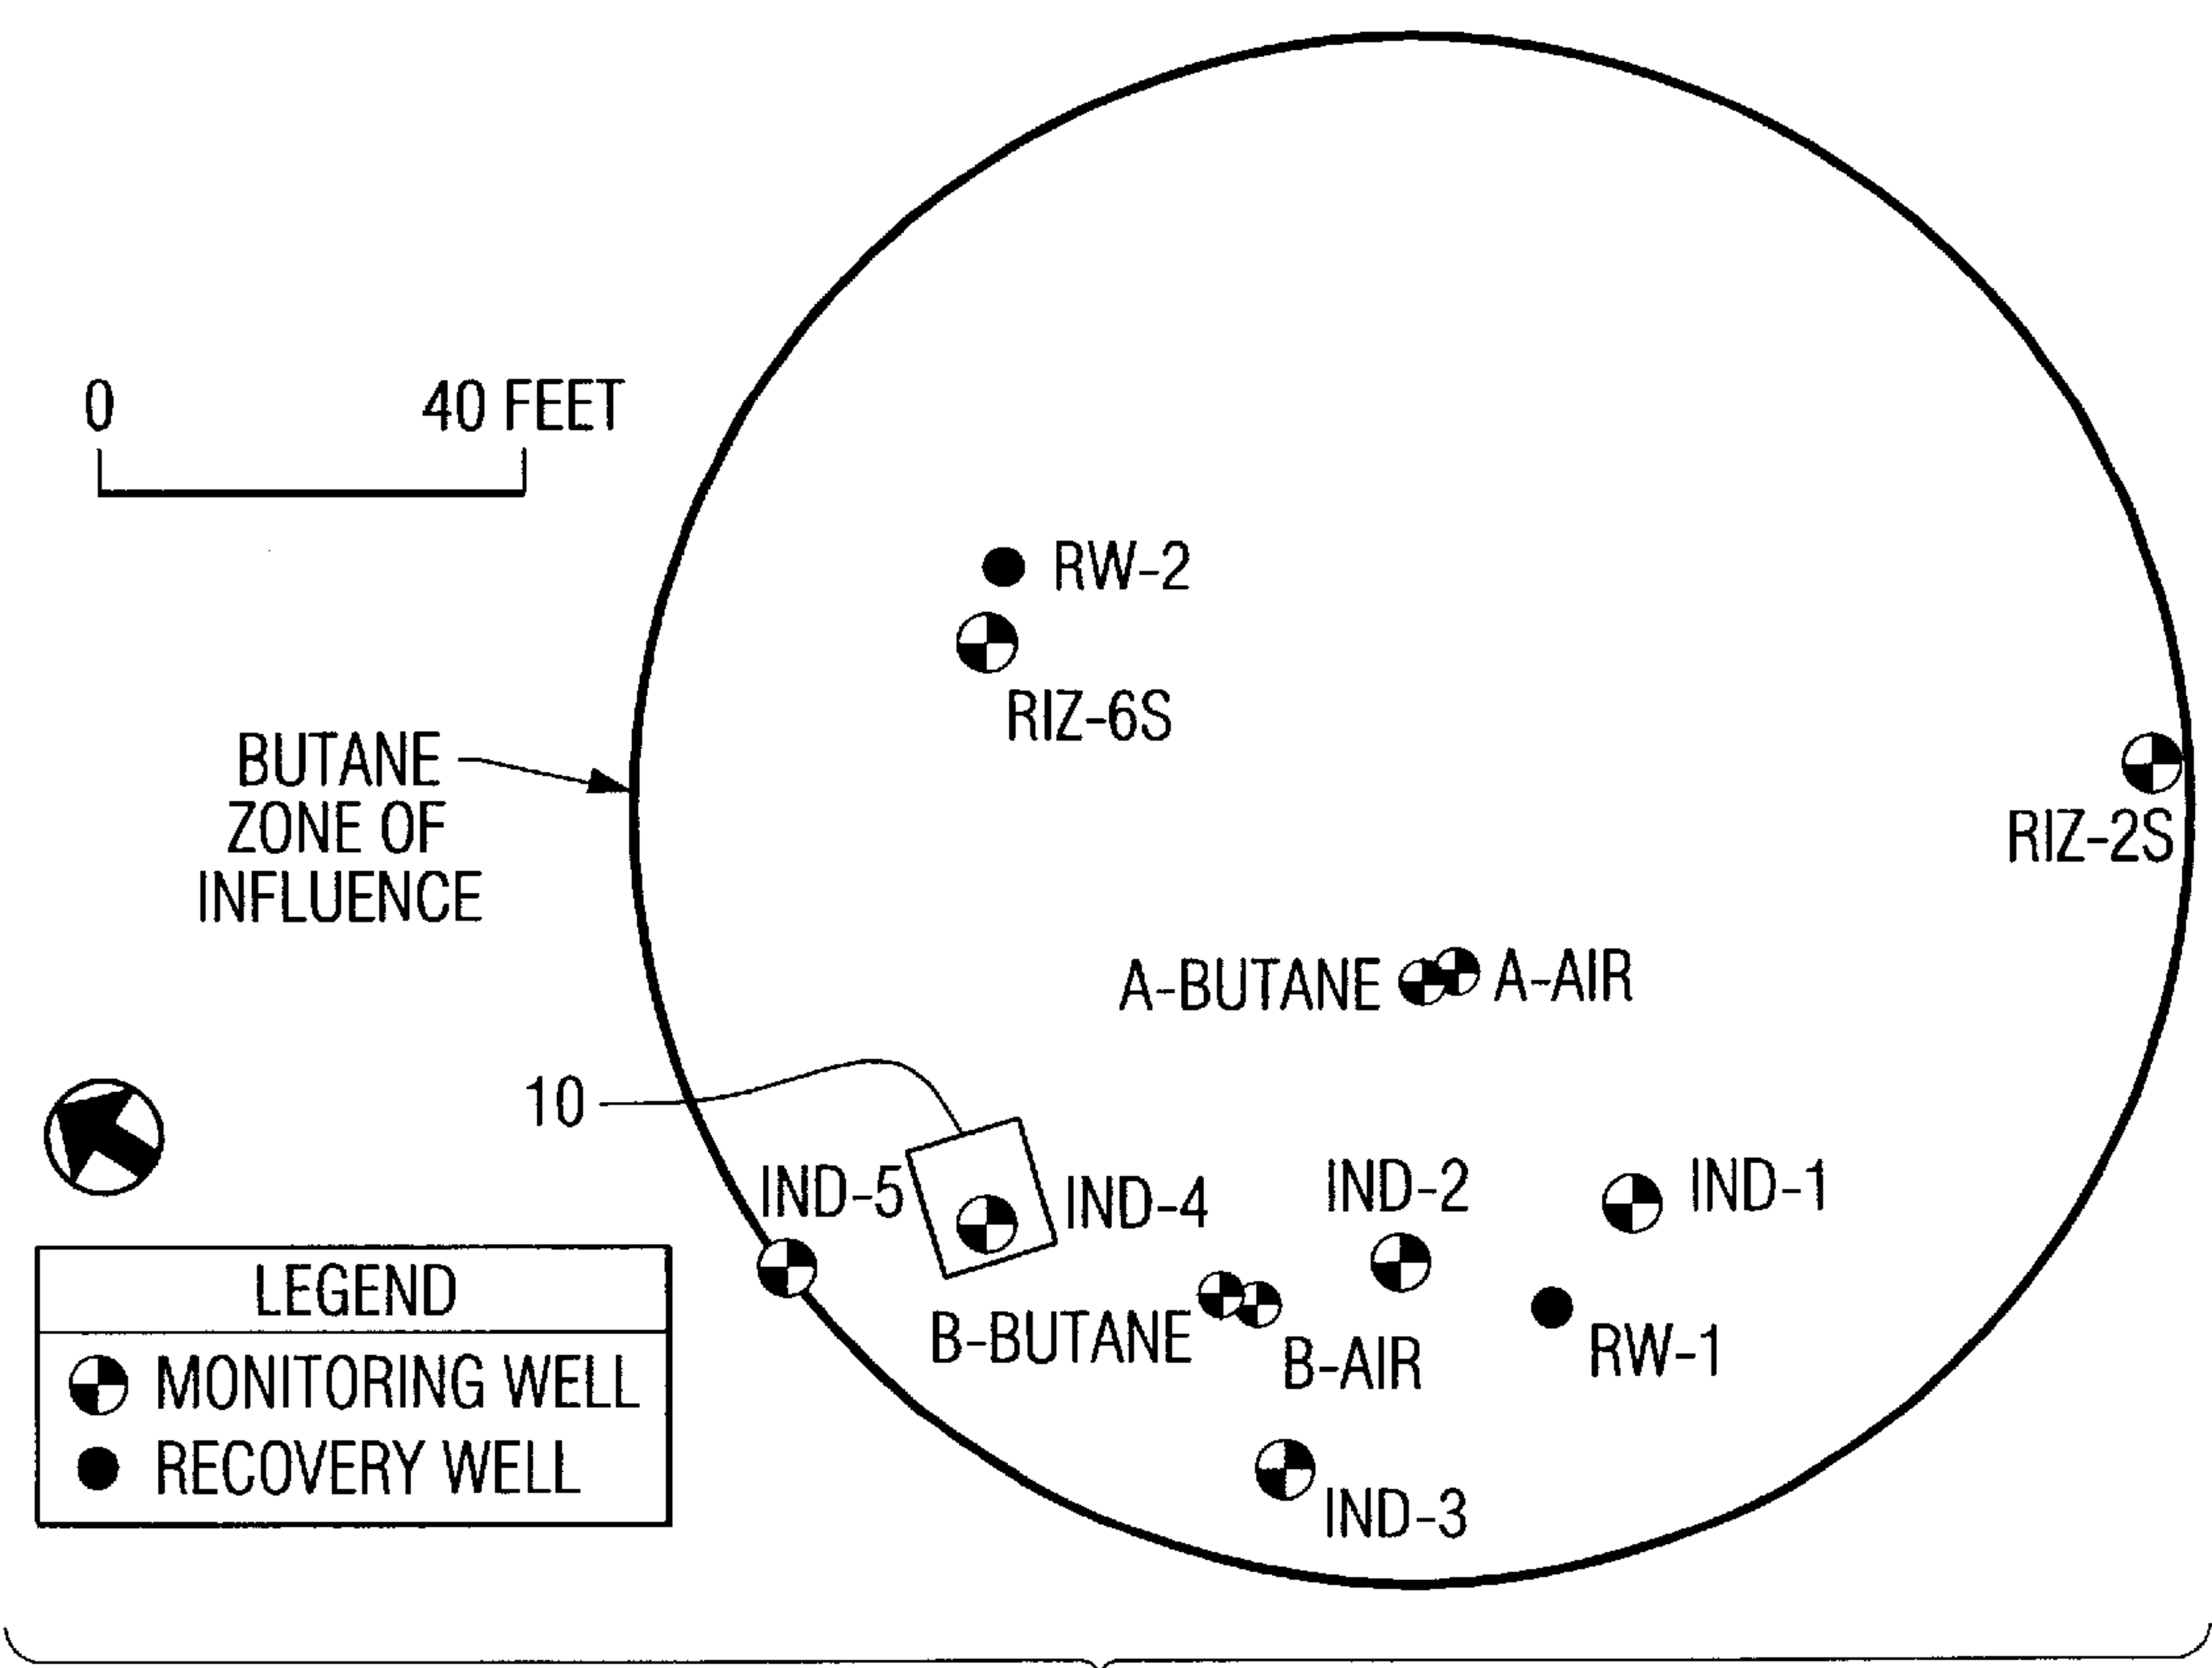 0
40 FEET
RW-2
RIZ-6S
BUTANE
ZONE OF
INFLUENCE
RIZ-2S
A-BUTANE
A-AIR
10
IND-5
IND-4
IND-2
IND-1
B-BUTANE
B-AIR
RW-1
IND-3
LEGEND
MONITORING WELL
RECOVERY WELL